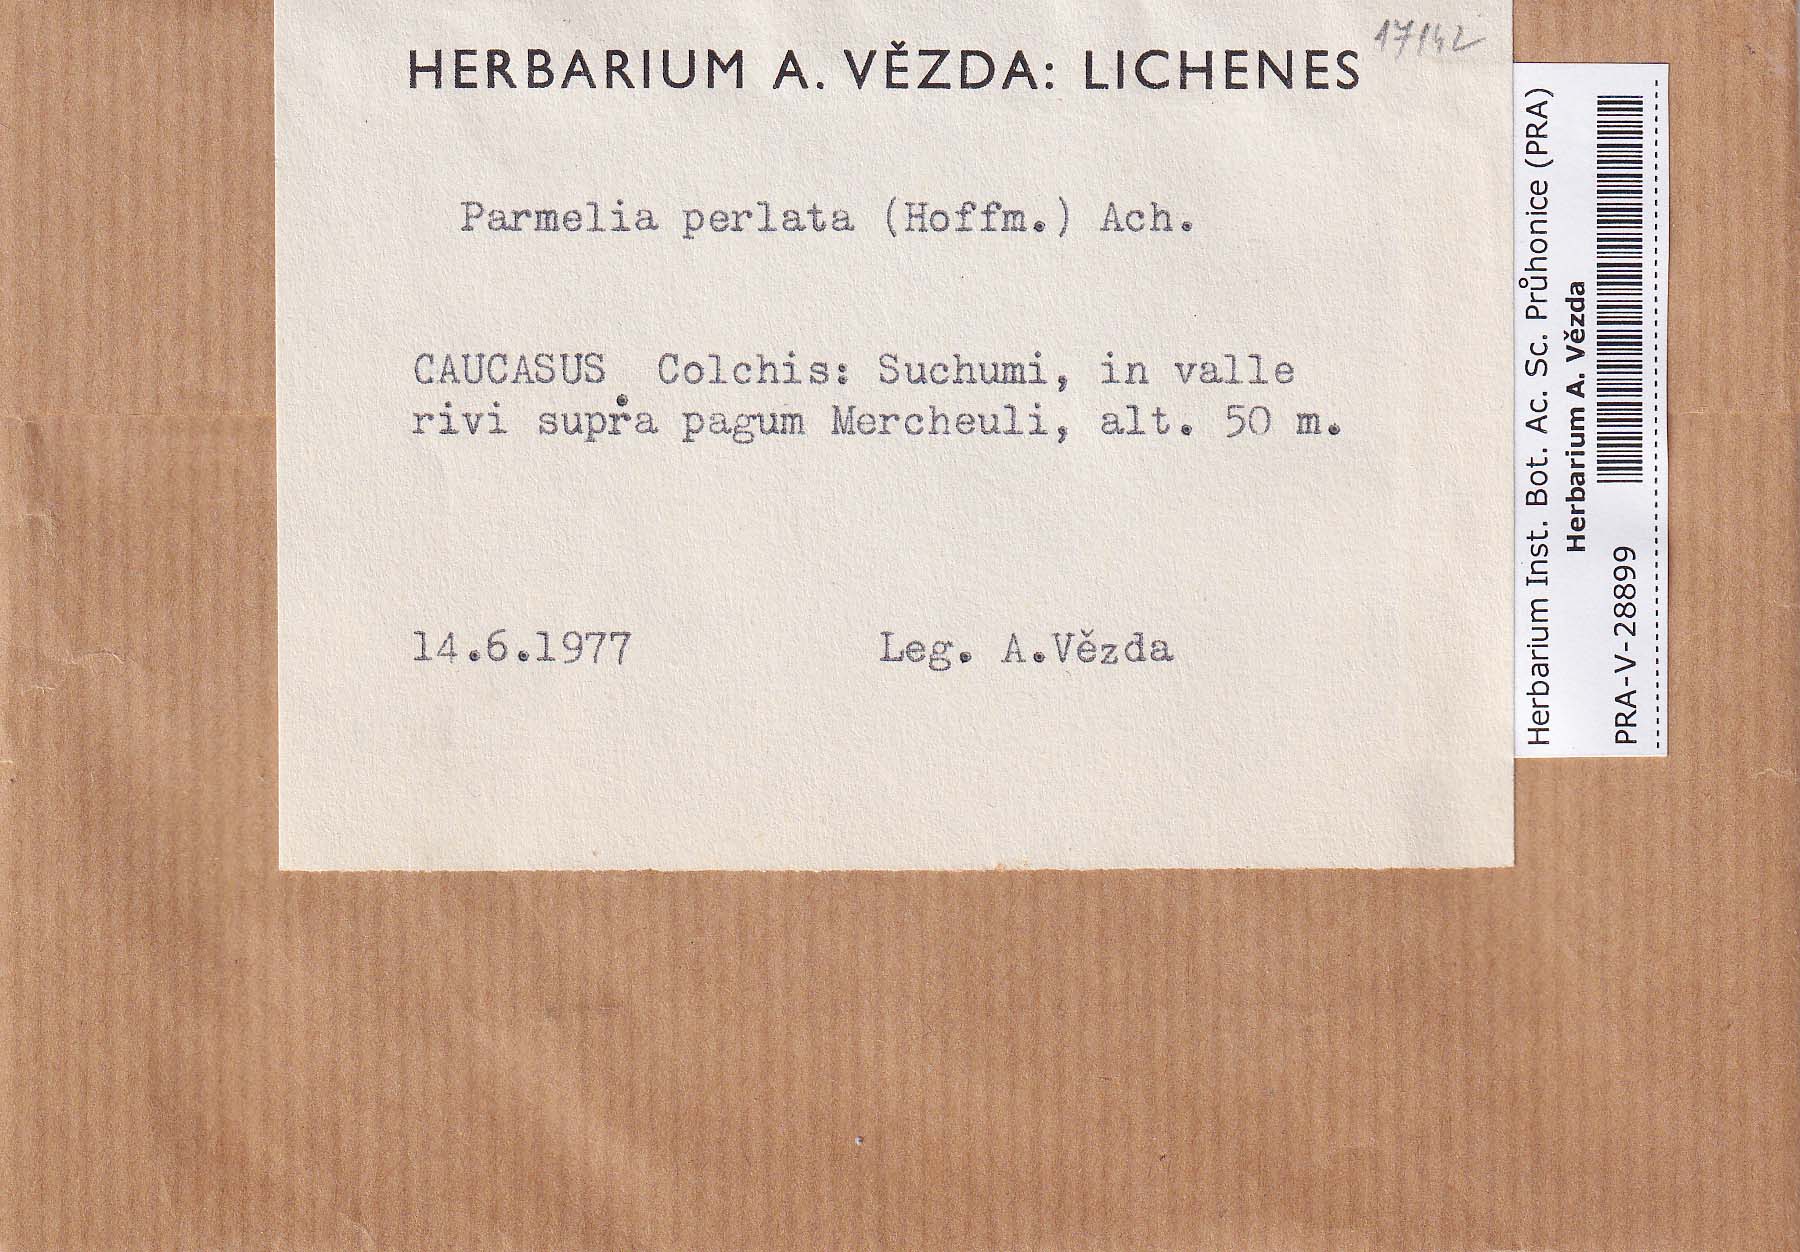 17142
HERBARIUM A. VĚZDA: LICHENES
Parmelia perlata (Hoffm.) Ach.
CAUCASUS Colchis: Suchumi, in valle
rivi supra pagum Mercheuli, alt. 50 m.
14.6.1977 Leg. A.Vězda
Herbarium Inst. Bot. Ac. Sc. Průhonice (PRA)
Herbarium A. Vězda
PRA-V-28899